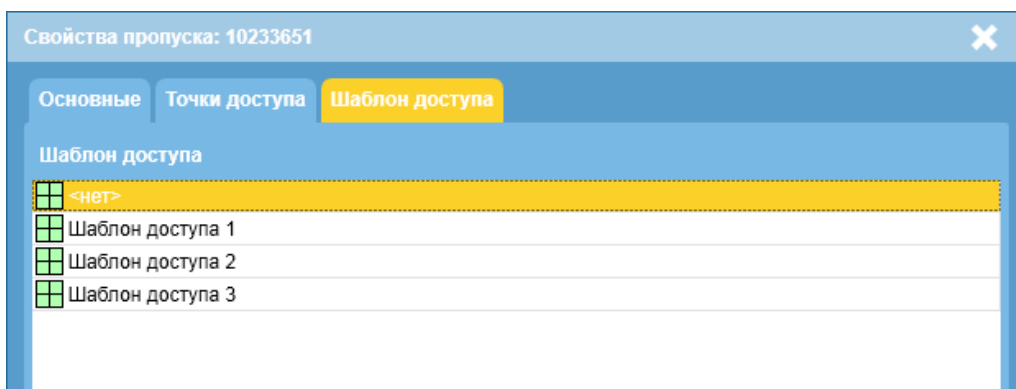 Свойства пропуска: 10233651
Основные Точки доступа Шаблон доступа
Шаблон доступа
<нет>
Шаблон доступа 1
Шаблон доступа 2
Шаблон доступа 3